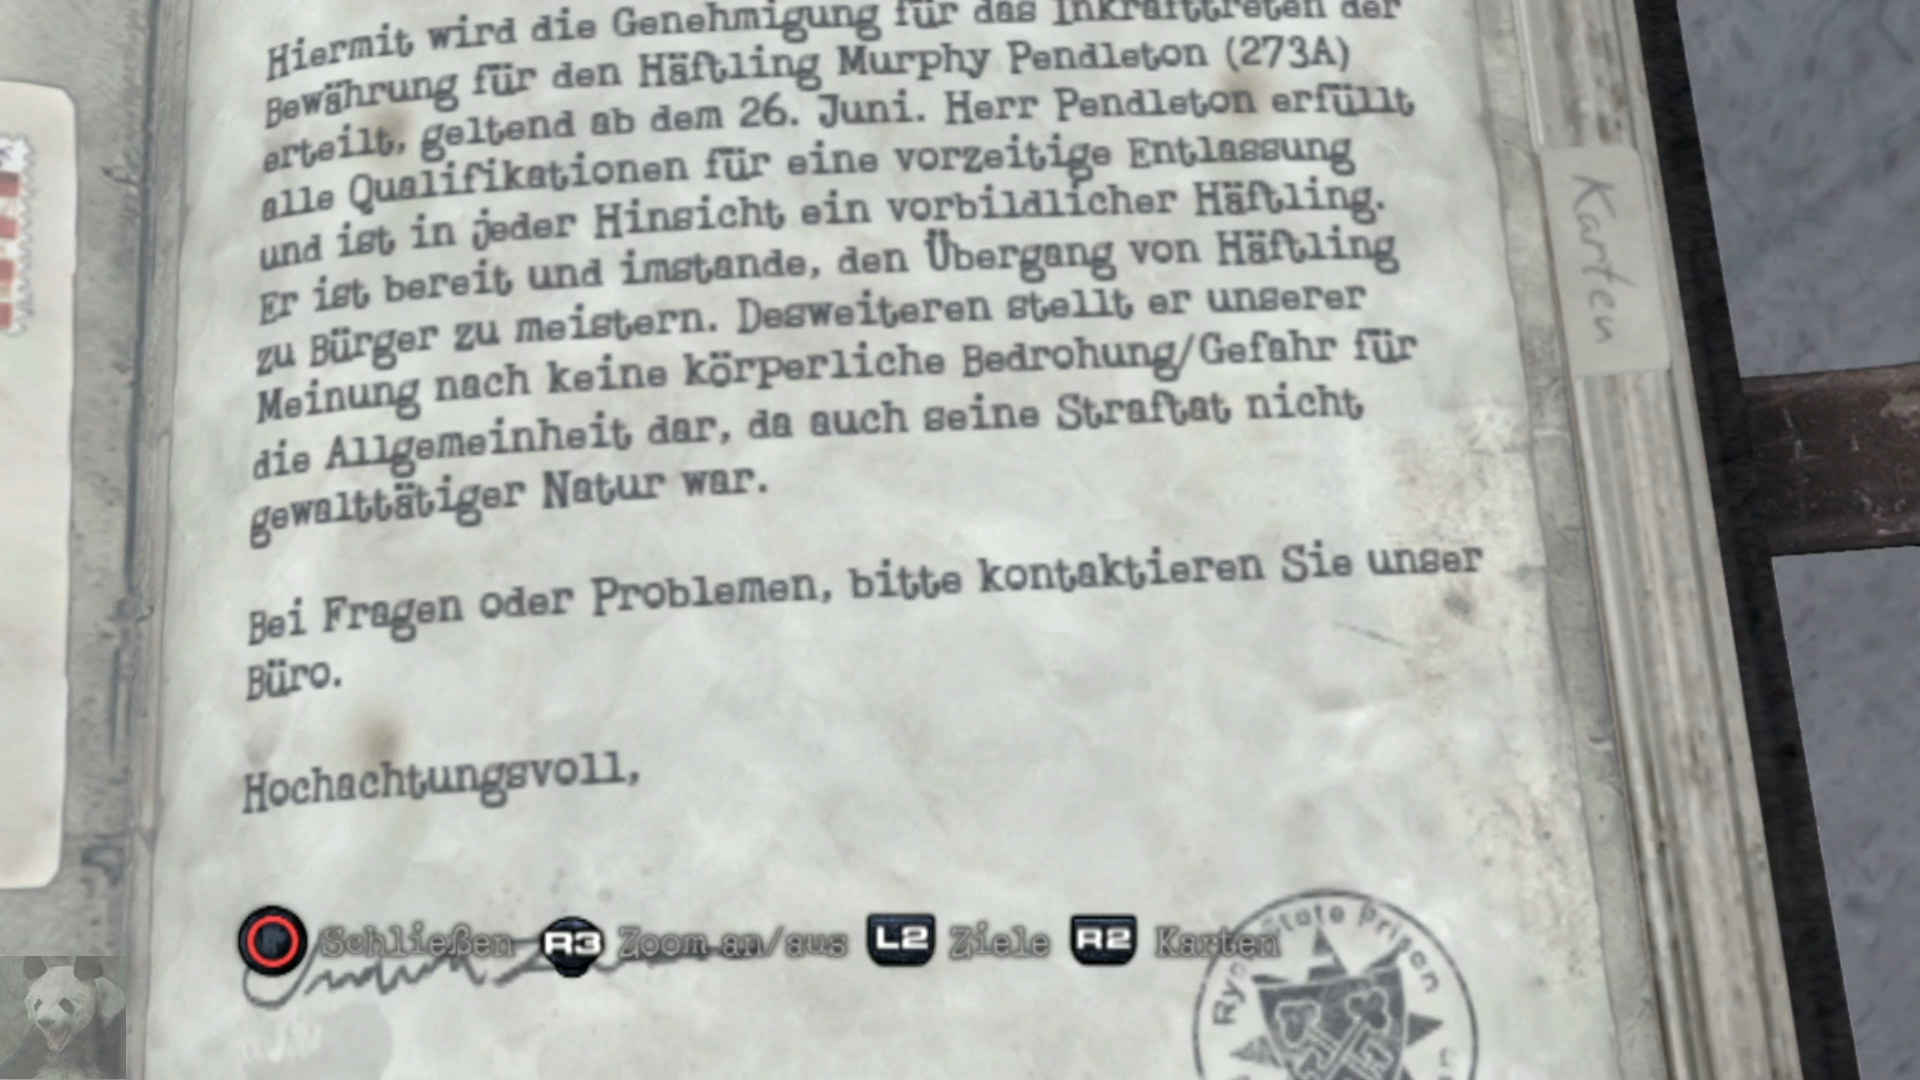 Hiermit wird die Genehmigung für das Inkrafttreten der
Bewährung für den Häftling Murphy Pendleton (273A)
erteilt, geltend ab dem 26. Juni. Herr Pendleton erfüllt
alle Qualifikationen für eine vorzeitige Entlassung
und ist in jeder Hinsicht ein vorbildlicher Häftling.
Er ist bereit und imstande, den Übergang von Häftling
zu Bürger zu meistern. Desweiteren stellt er unserer
Meinung nach keine körperliche Bedrohung/Gefahr für
die Allgemeinheit dar, da auch seine Straftat nicht
gewalttätiger Natur war.
Bei Fragen oder Problemen, bitte kontaktieren Sie unser
Büro.
Hochachtungsvoll,
Karten
Schließen R3 Zoom an/aus L2 Ziele R2 Karten
State Prison